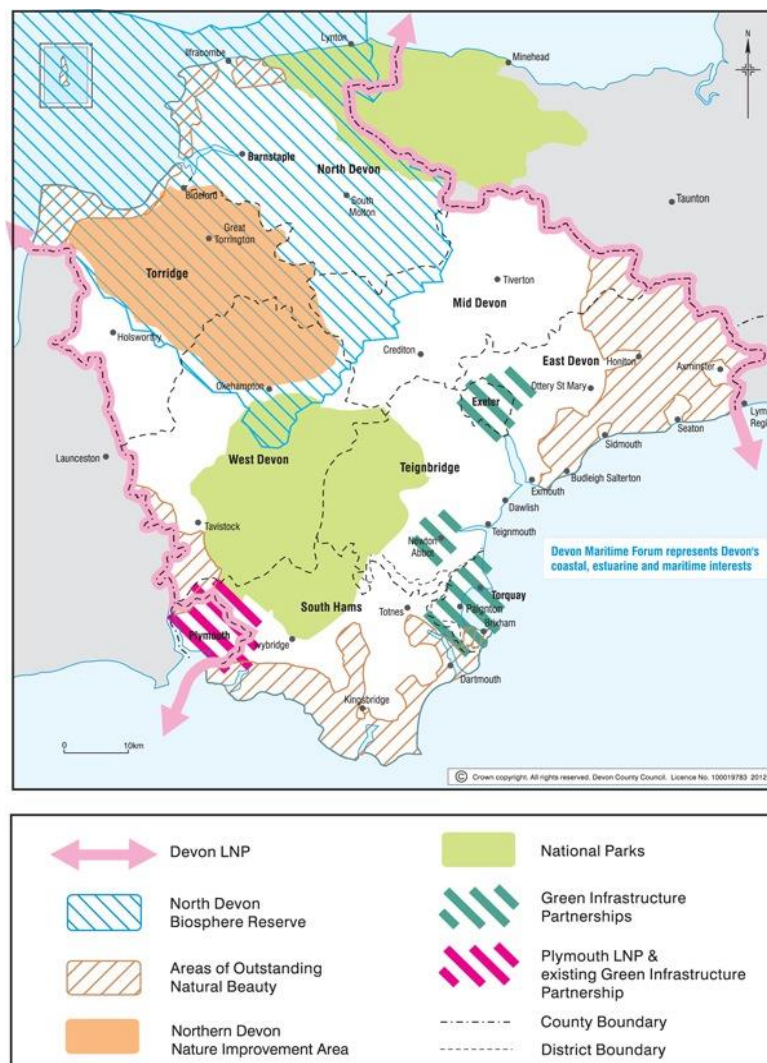 Lynton
Ilfracombe
Minehead
N
Barnstaple
North Devon
Bideford
South
Molton
Taunton
Great
Torrington
Torridge
Tiverton
Mid Devon
Holsworthy
Crediton
East Devon
Honiton
Axminster
Okehampton
Ottery St Mary
Exeter
Lyme
Regis
Seaton
West Devon
Sidmouth
Launceston
Teignbridge
Budleigh Salterton
Exmouth
Dawlish
Tavistock
Teignmouth
Newton
Abbot
Devon Maritime Forum represents Devon's
coastal, estuarine and maritime interests
Torquay
South Hams
Totnes
Paignton
Plymouth
Brixham
Ivybridge
Dartmouth
Kingsbridge
0 10km
© Crown copyright. All rights reserved. Devon County Council. Licence No. 100019783 2012
Devon LNP
North Devon
Biosphere Reserve
Areas of Outstanding
Natural Beauty
Northern Devon
Nature Improvement Area
National Parks
Green Infrastructure
Partnerships
Plymouth LNP &
existing Green Infrastructure
Partnership
County Boundary
District Boundary